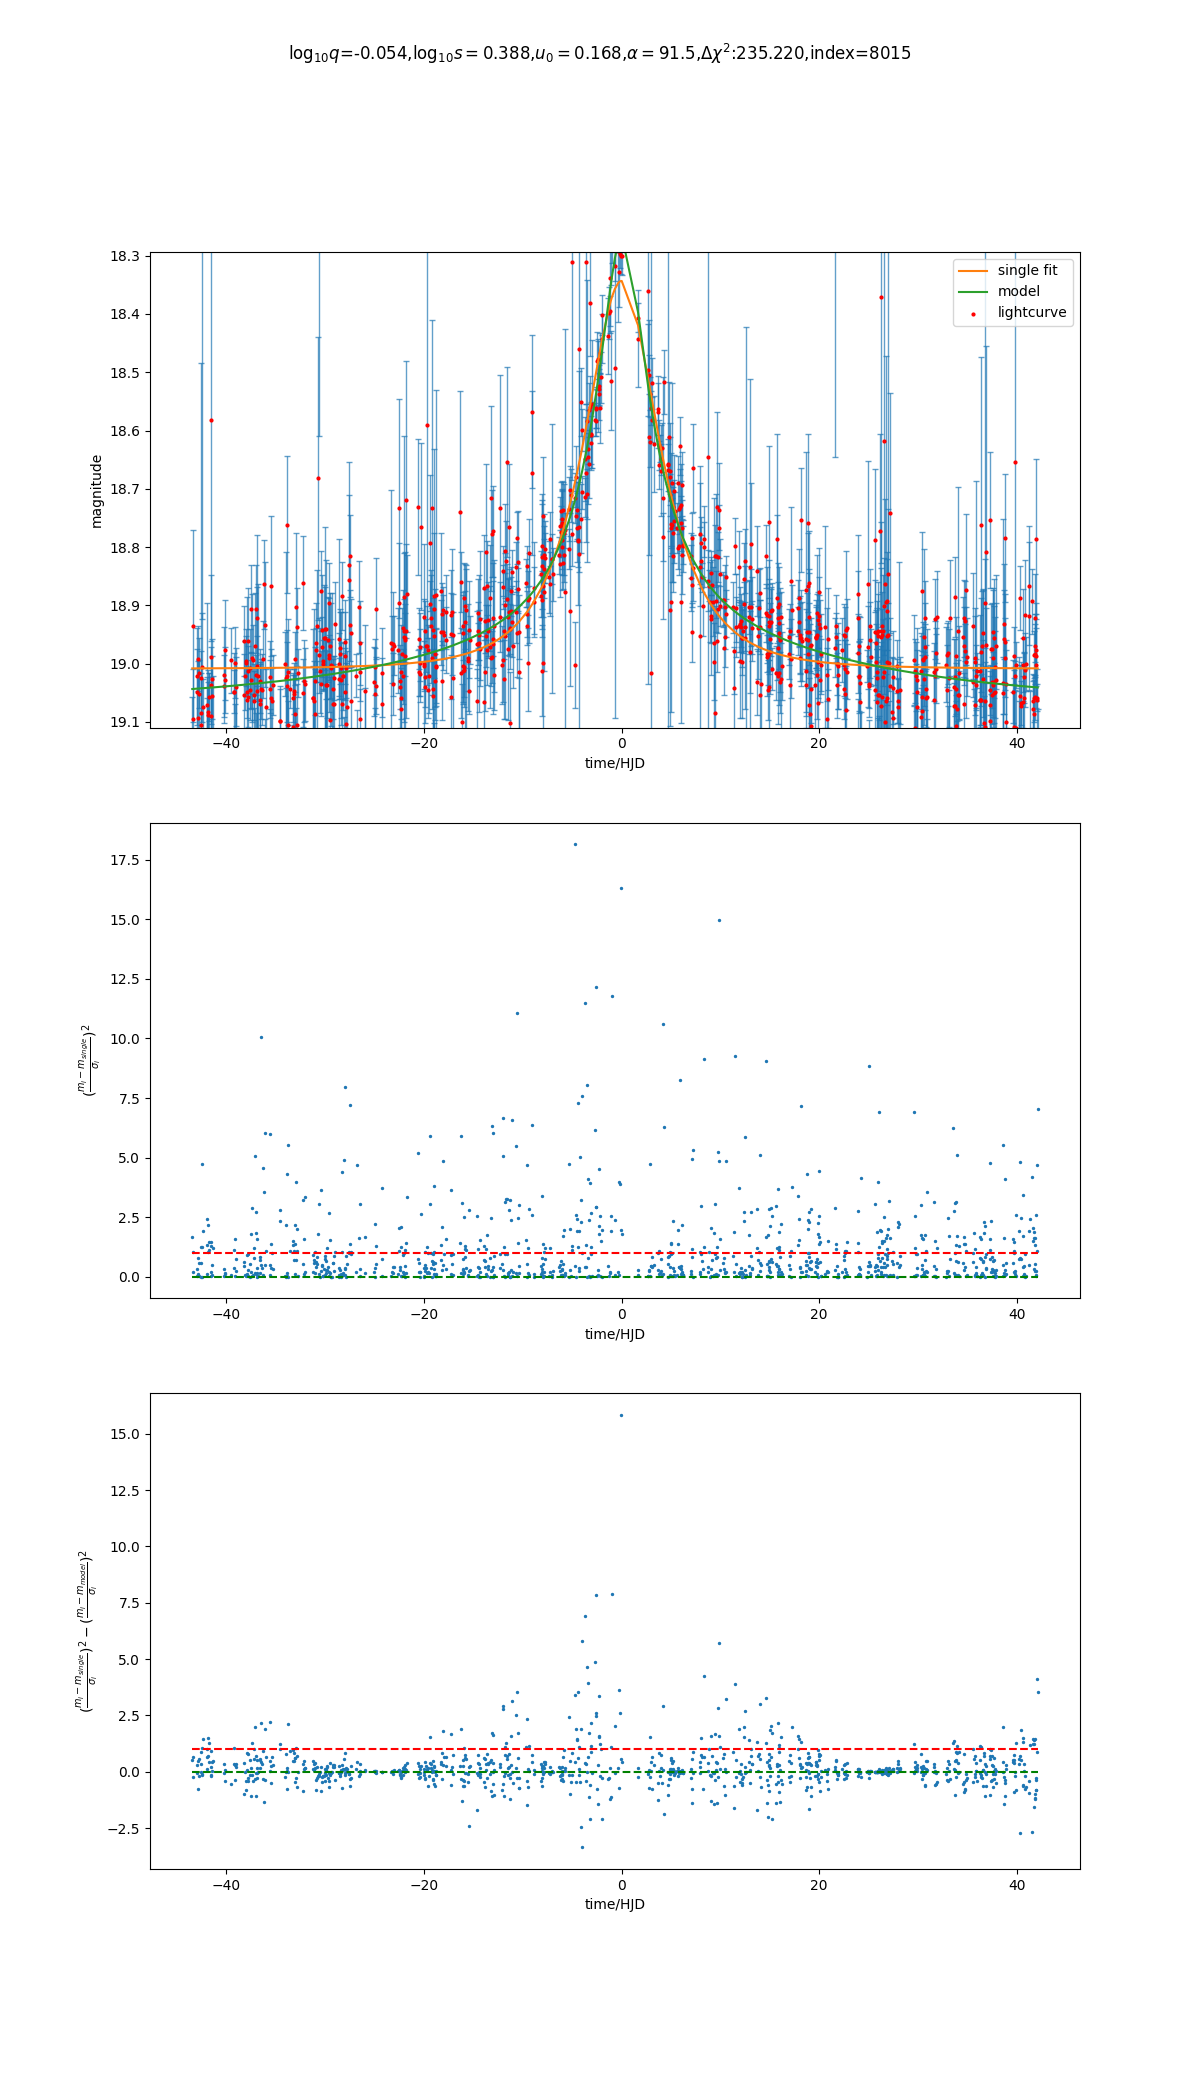 log₁₀q=-0.054,log₁₀s = 0.388,u₀ = 0.168,α = 91.5,Δχ²:235.220,index=8015
18.3
18.4
18.5
18.6
18.7
18.8
18.9
19.0
19.1
magnitude
single fit
model
lightcurve
−40 −20 0 20 40
time/HJD
17.5
15.0
12.5
10.0
7.5
5.0
2.5
0.0
((mᵢ − m_single)/σᵢ)²
−40 −20 0 20 40
time/HJD
15.0
12.5
10.0
7.5
5.0
2.5
0.0
−2.5
((mᵢ − m_single)/σᵢ)² − ((mᵢ − m_model)/σᵢ)²
−40 −20 0 20 40
time/HJD